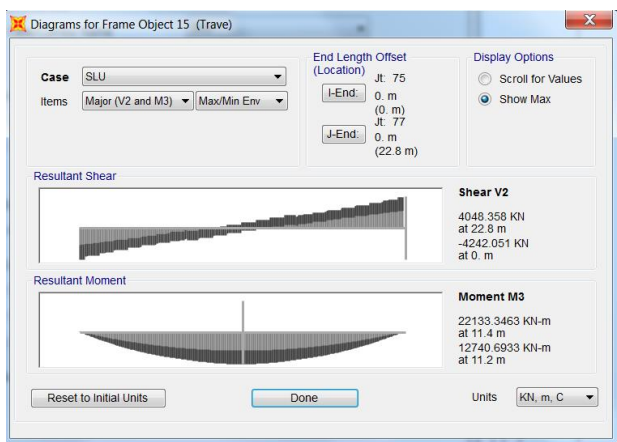 Diagrams for Frame Object 15 (Trave)
Case SLU
Items Major (V2 and M3) Max/Min Env
End Length Offset
(Location)
Jt: 75
I-End: 0. m
(0. m)
Jt: 77
J-End: 0. m
(22.8 m)
Display Options
Scroll for Values
Show Max
Resultant Shear
Shear V2
4048.358 KN
at 22.8 m
-4242.051 KN
at 0. m
Resultant Moment
Moment M3
22133.3463 KN-m
at 11.4 m
12740.6933 KN-m
at 11.2 m
Reset to Initial Units
Done
Units KN, m, C